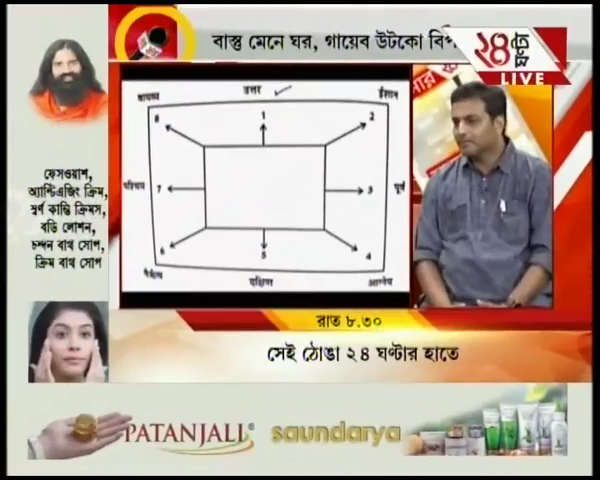 বাস্তু মেনে ঘর, গায়েব উটকো বিপ
২৪
ঘণ্টা
LIVE
বায়ব্য
উত্তর
ঈশান
8
1
2
পশ্চিম
7
3
পূর্ব
6
5
4
নৈঋত
দক্ষিণ
আগ্নেয়
ফেসওয়াশ,
অ্যান্টিএজিং ক্রিম,
স্বর্ণ কান্তি ক্রিমস,
বডি লোশন,
চন্দন বাথ সোপ,
ক্রিম বাথ সোপ
রাত ৮.৩০
সেই ঠোঙা ২৪ ঘণ্টার হাতে
PATANJALI®
saundarya